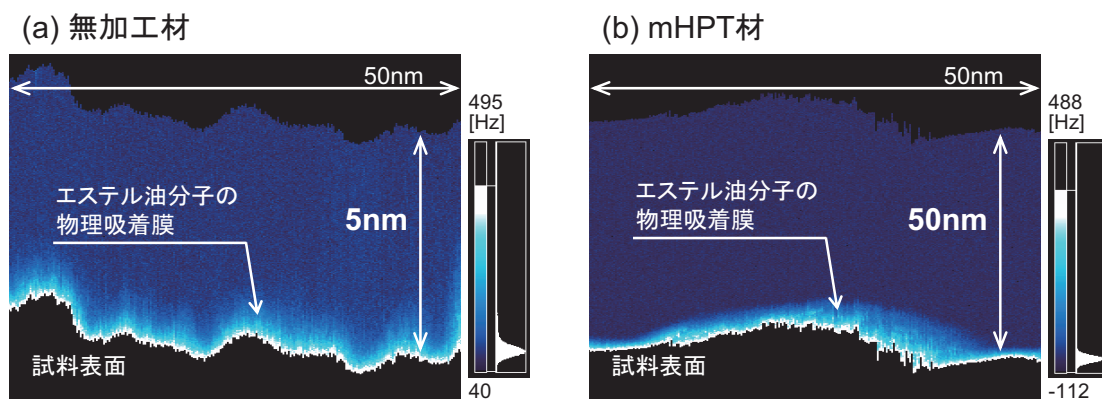 (a) 無加工材
50nm
495
[Hz]
エステル油分子の
物理吸着膜
5nm
試料表面
40
(b) mHPT材
50nm
488
[Hz]
エステル油分子の
物理吸着膜
50nm
試料表面
-112